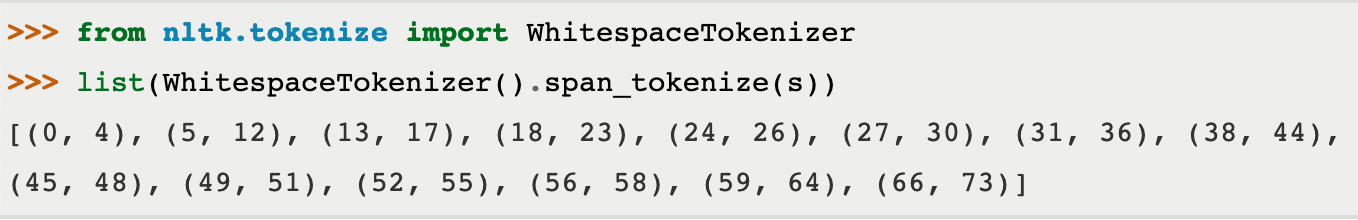 >>> from nltk.tokenize import WhitespaceTokenizer
>>> list(WhitespaceTokenizer().span_tokenize(s))
[(0, 4), (5, 12), (13, 17), (18, 23), (24, 26), (27, 30), (31, 36), (38, 44),
(45, 48), (49, 51), (52, 55), (56, 58), (59, 64), (66, 73)]